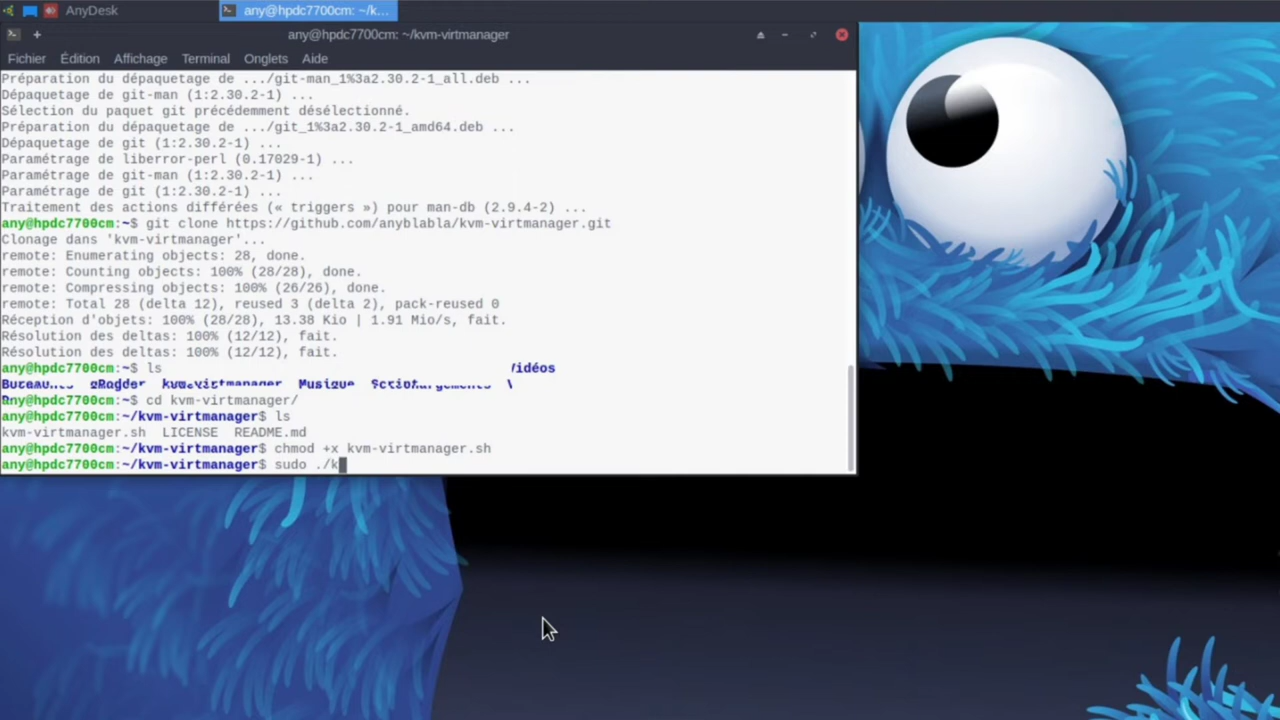 AnyDesk
any@hpdc7700cm: ~/k...
any@hpdc7700cm: ~/kvm-virtmanager
Fichier Édition Affichage Terminal Onglets Aide
Préparation du dépaquetage de .../git-man_1%3a2.30.2-1_all.deb ...
Dépaquetage de git-man (1:2.30.2-1) ...
Sélection du paquet git précédemment désélectionné.
Préparation du dépaquetage de .../git_1%3a2.30.2-1_amd64.deb ...
Dépaquetage de git (1:2.30.2-1) ...
Paramétrage de liberror-perl (0.17029-1) ...
Paramétrage de git-man (1:2.30.2-1) ...
Paramétrage de git (1:2.30.2-1) ...
Traitement des actions différées (« triggers ») pour man-db (2.9.4-2) ...
any@hpdc7700cm:~$ git clone https://github.com/anyblabla/kvm-virtmanager.git
Clonage dans 'kvm-virtmanager'...
remote: Enumerating objects: 28, done.
remote: Counting objects: 100% (28/28), done.
remote: Compressing objects: 100% (26/26), done.
remote: Total 28 (delta 12), reused 3 (delta 2), pack-reused 0
Réception d'objets: 100% (28/28), 13.38 Kio | 1.91 Mio/s, fait.
Résolution des deltas: 100% (12/12), fait.
Résolution des deltas: 100% (12/12), fait.
any@hpdc7700cm:~$ ls
Musique
any@hpdc7700cm:~$ cd kvm-virtmanager/
any@hpdc7700cm:~/kvm-virtmanager$ ls
kvm-virtmanager.sh LICENSE README.md
any@hpdc7700cm:~/kvm-virtmanager$ chmod +x kvm-virtmanager.sh
any@hpdc7700cm:~/kvm-virtmanager$ sudo ./k